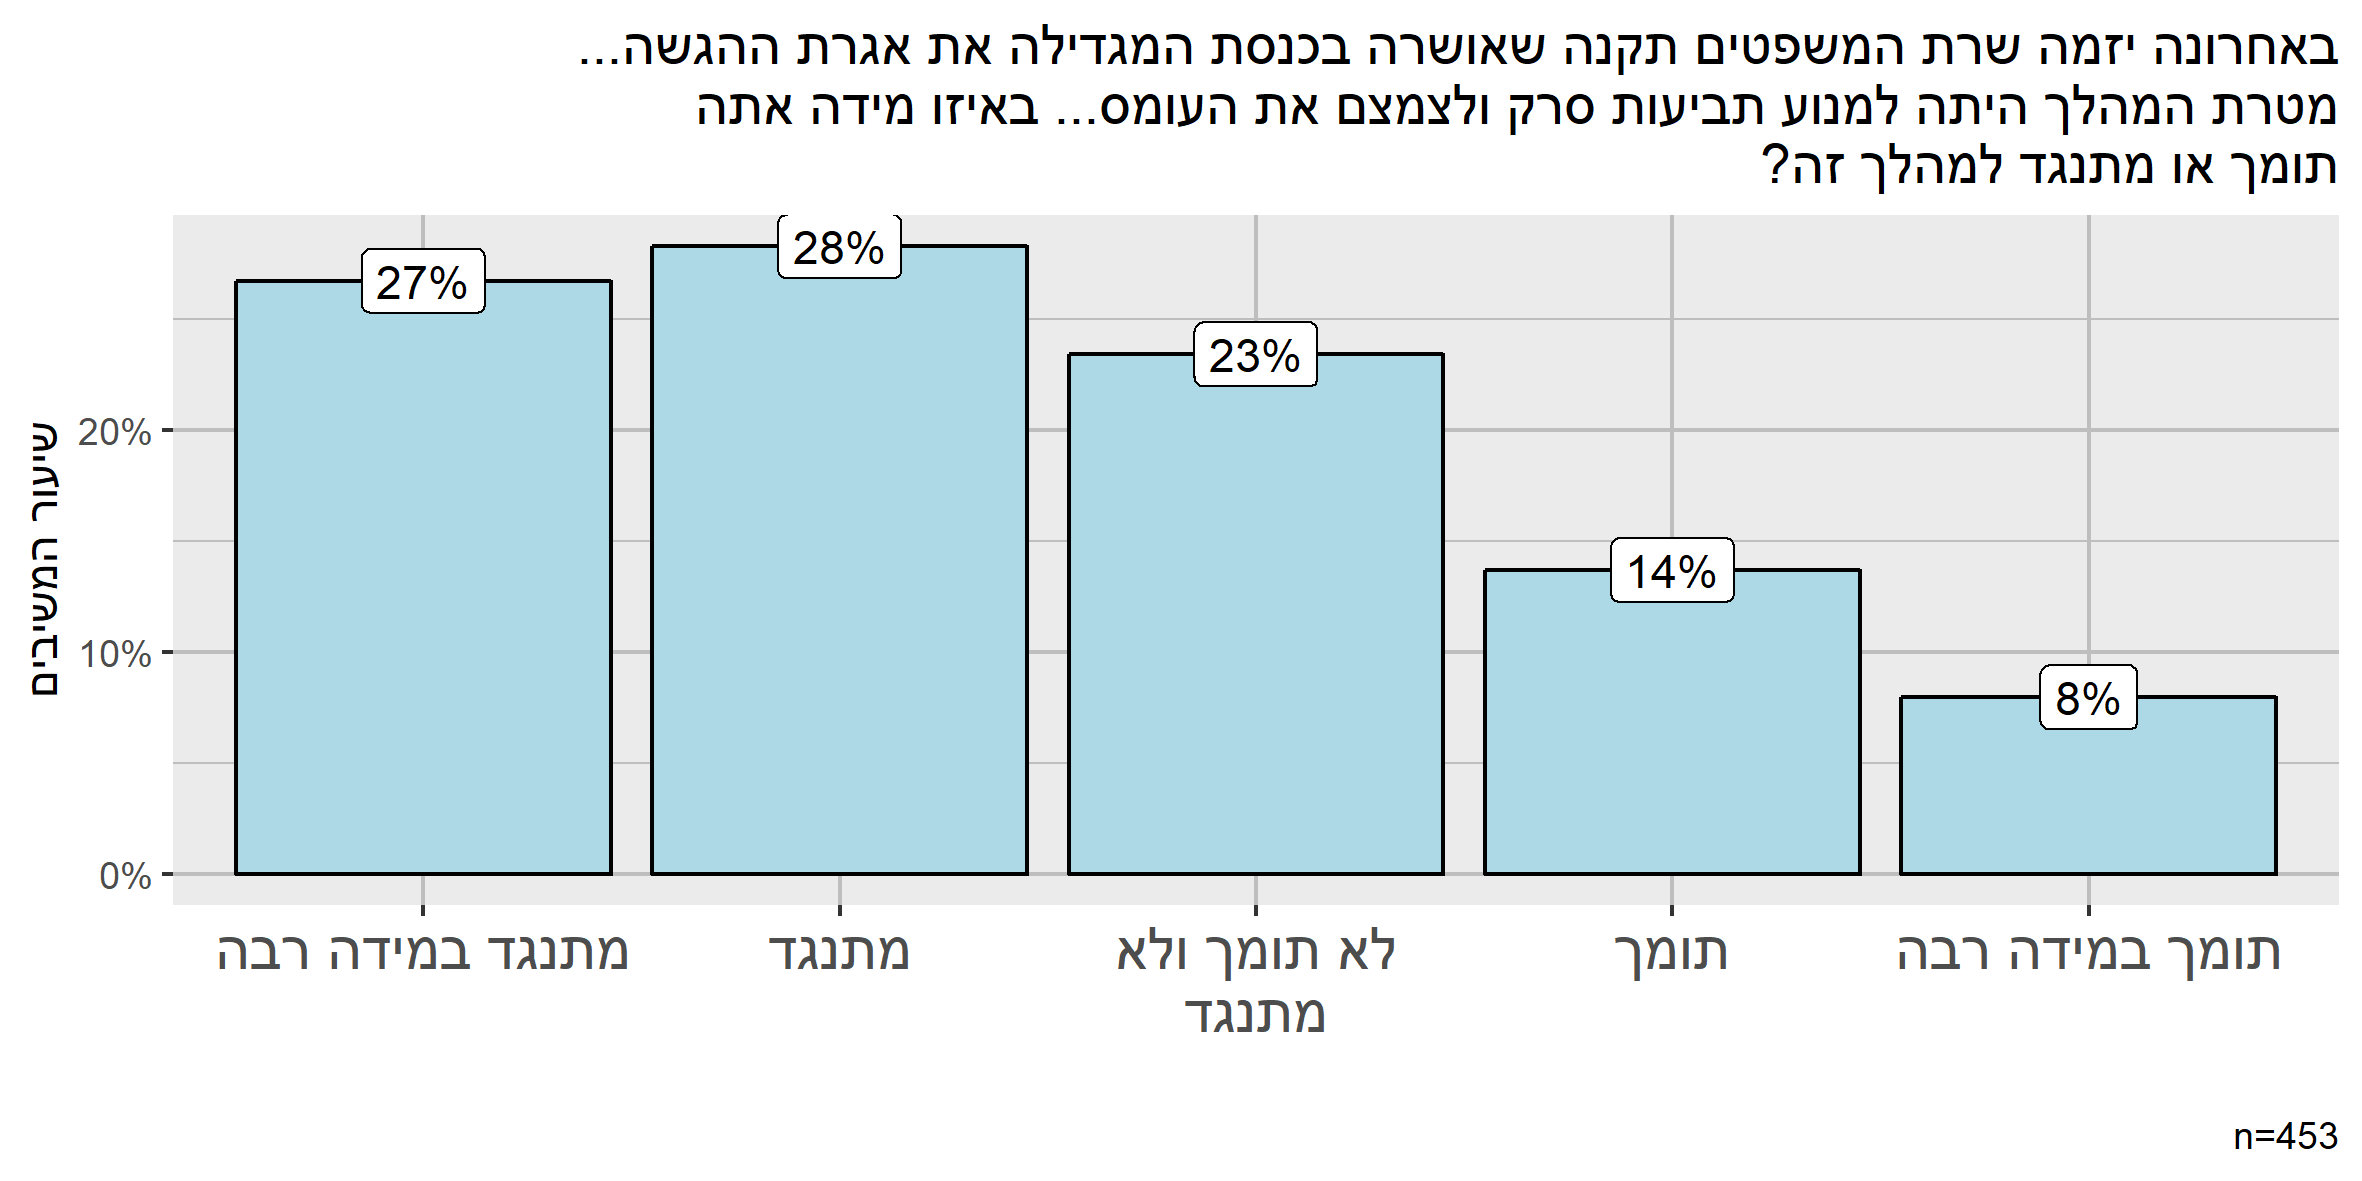 באחרונה יזמה שרת המשפטים תקנה שאושרה בכנסת המגדילה את אגרת ההגשה...
מטרת המהלך היתה למנוע תביעות סרק ולצמצם את העומס... באיזו מידה אתה
תומך או מתנגד למהלך זה?
שיעור המשיבים
20%
10%
0%
27%
28%
23%
14%
8%
מתנגד במידה רבה
מתנגד
לא תומך ולא
מתנגד
תומך
תומך במידה רבה
n=453